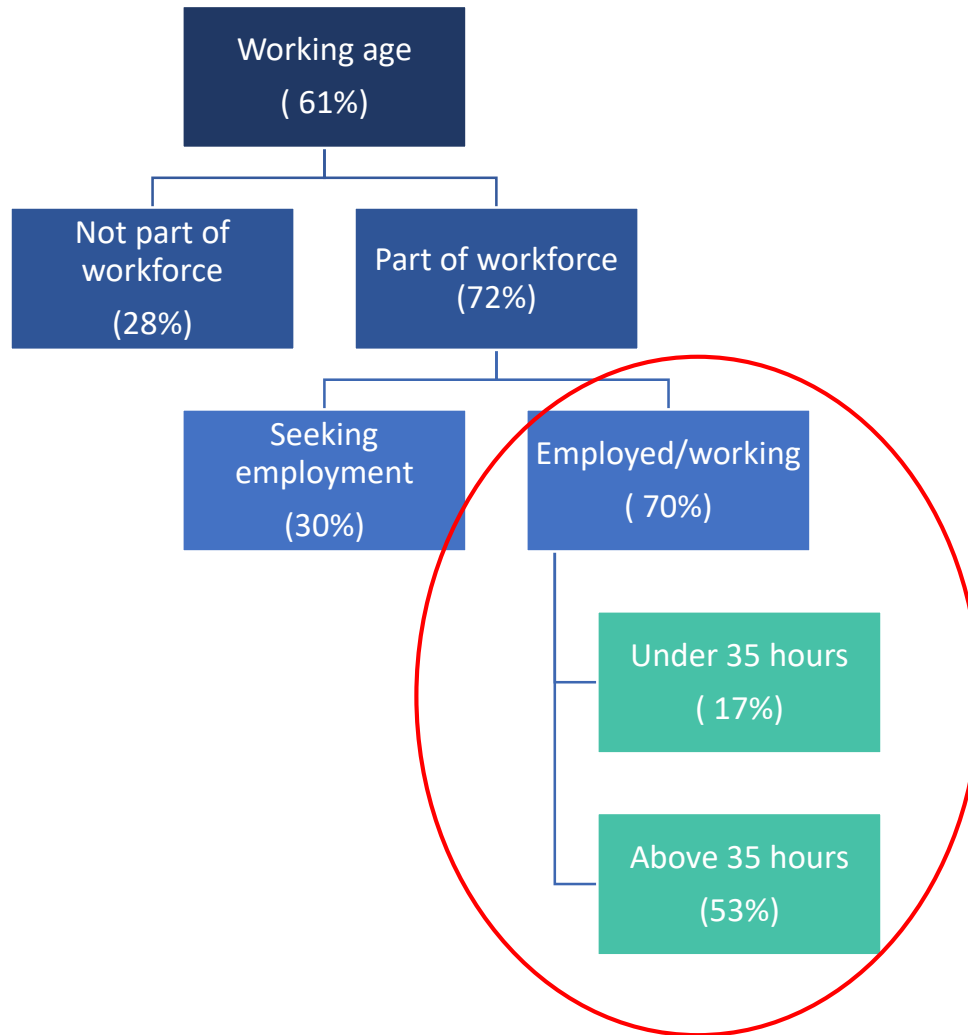 Working age
( 61%)
Not part of
workforce
(28%)
Part of workforce
(72%)
Seeking
employment
(30%)
Employed/working
( 70%)
Under 35 hours
( 17%)
Above 35 hours
(53%)